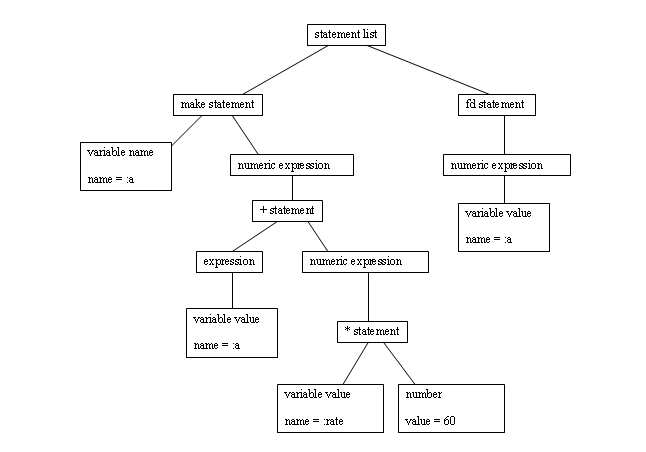 statement list
make statement
fd statement
variable name
name = :a
numeric expression
numeric expression
+ statement
variable value
name = :a
expression
numeric expression
variable value
name = :a
* statement
variable value
name = :rate
number
value = 60